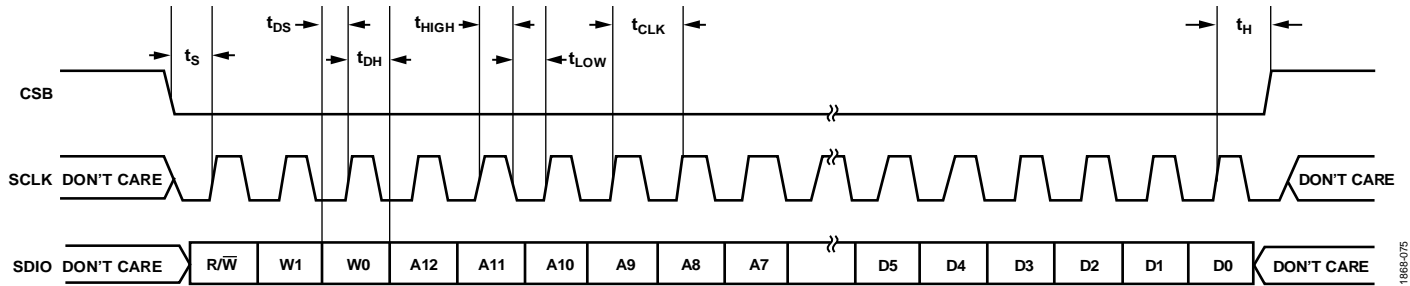 tDS
tHIGH
tCLK
tH
tS
tDH
tLOW
CSB
SCLK DON'T CARE
DON'T CARE
SDIO DON'T CARE R/W̅ W1 W0 A12 A11 A10 A9 A8 A7 D5 D4 D3 D2 D1 D0 DON'T CARE
1868-075